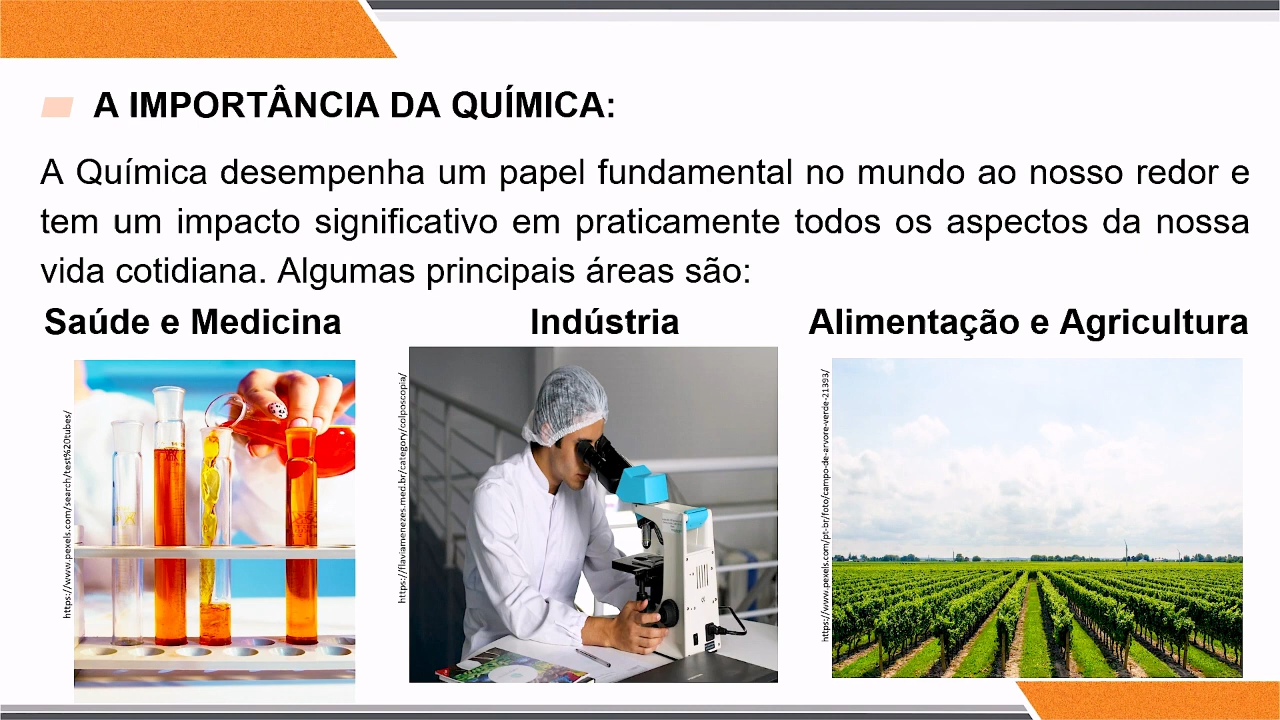 A IMPORTÂNCIA DA QUÍMICA:
A Química desempenha um papel fundamental no mundo ao nosso redor e
tem um impacto significativo em praticamente todos os aspectos da nossa
vida cotidiana. Algumas principais áreas são:
Saúde e Medicina
Indústria
Alimentação e Agricultura
https://www.pexels.com/search/test%20tubes/
https://flaviamenezes.med.br/category/colposcopia/
https://www.pexels.com/pt-br/foto/campo-de-arvore-verde-21393/